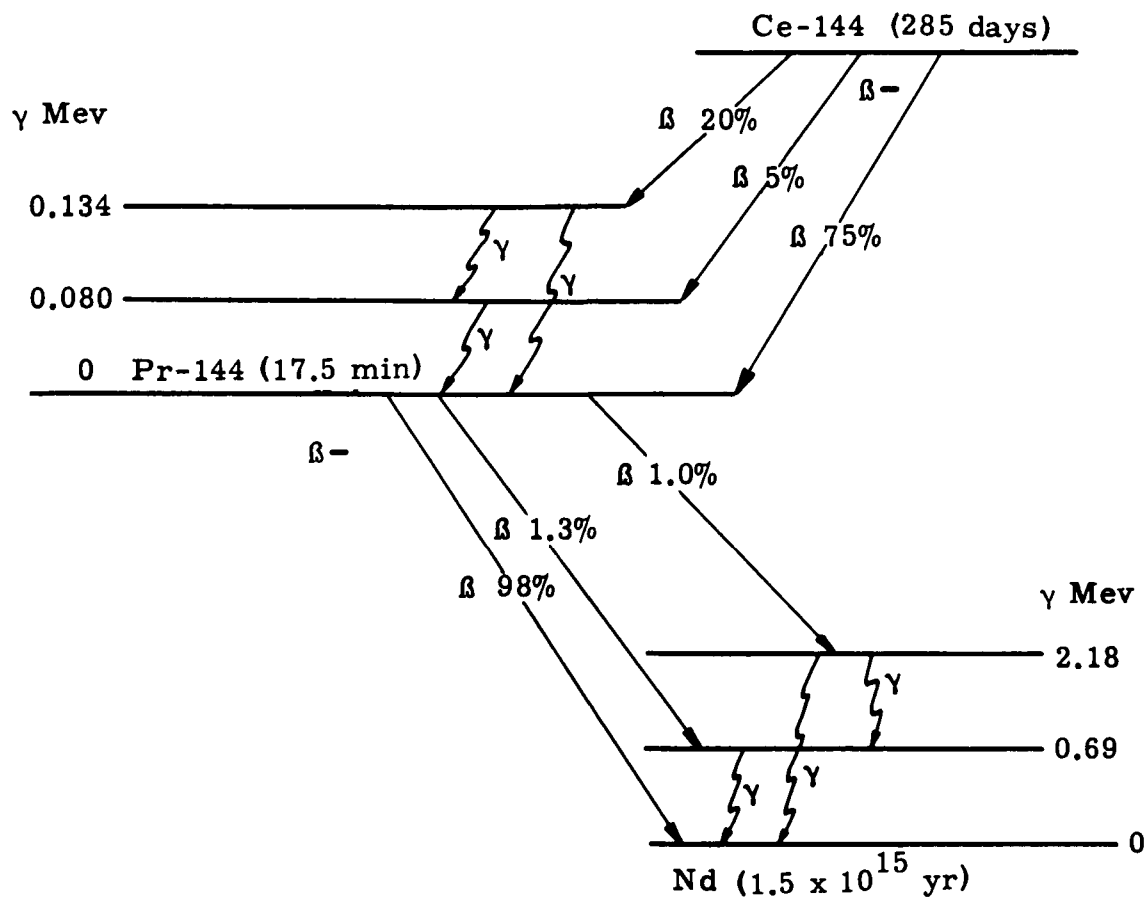 Ce-144 (285 days)
ß-
γ Mev
ß 20%
ß 5%
0.134
ß 75%
γ
γ
0.080
γ
0 Pr-144 (17.5 min)
ß-
ß 1.0%
ß 1.3%
ß 98%
γ Mev
2.18
γ
0.69
γ
γ
0
Nd (1.5 x 10¹⁵ yr)